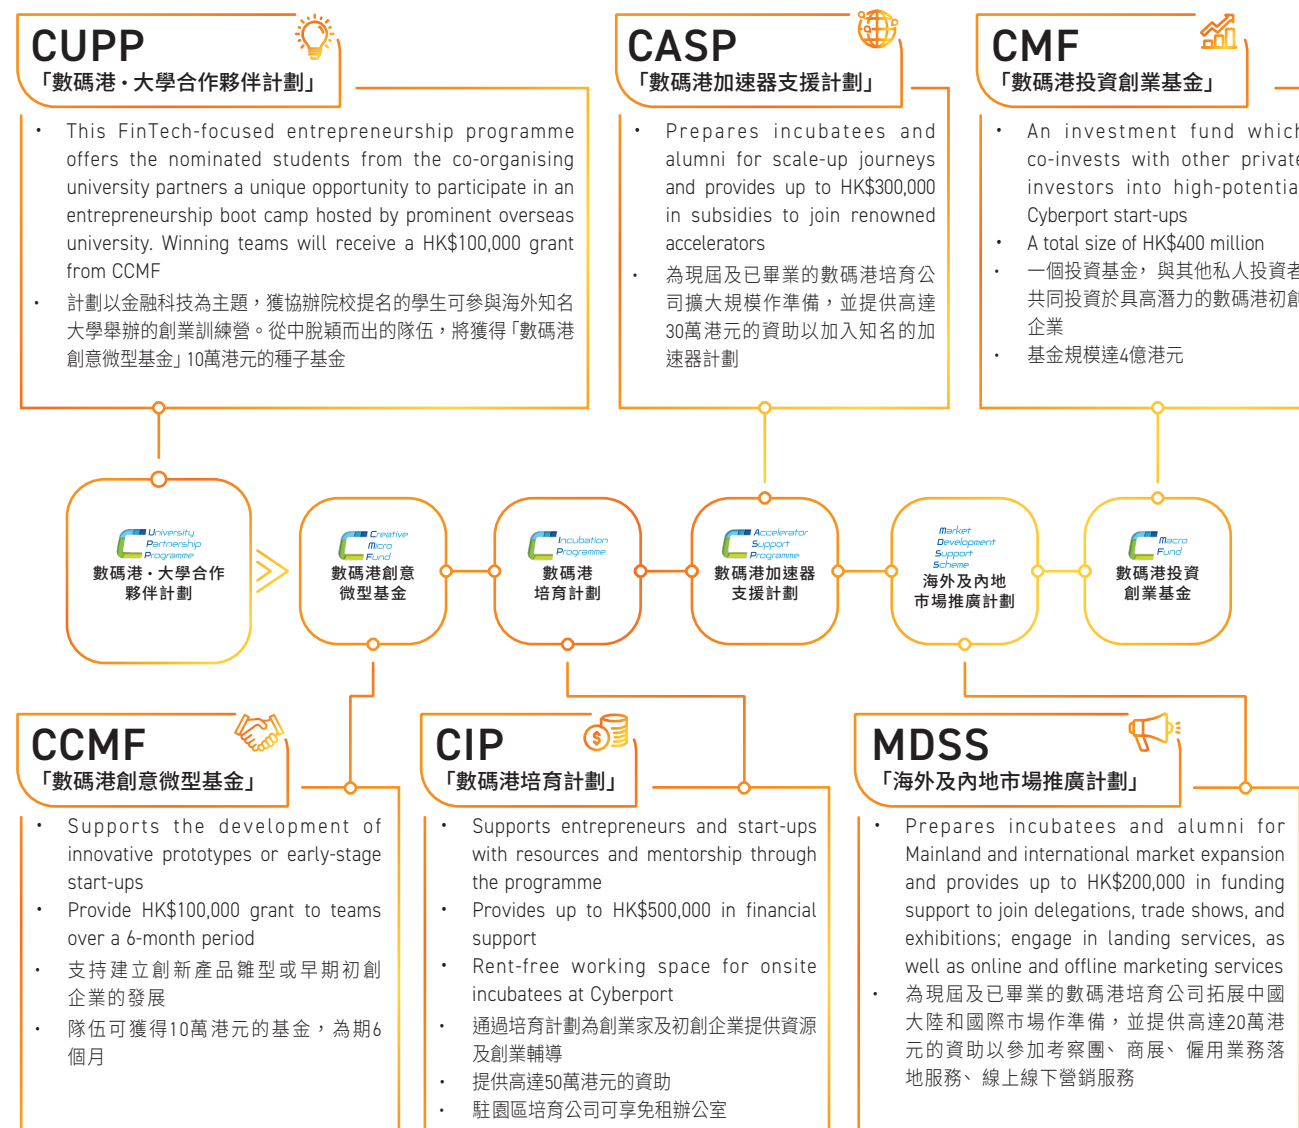 CUPP
「數碼港·大學合作夥伴計劃」
• This FinTech-focused entrepreneurship programme
offers the nominated students from the co-organising
university partners a unique opportunity to participate in an
entrepreneurship boot camp hosted by prominent overseas
university. Winning teams will receive a HK$100,000 grant
from CCMF
• 計劃以金融科技為主題，獲協辦院校提名的學生可參與海外知名
大學舉辦的創業訓練營。從中脫穎而出的隊伍，將獲得「數碼港
創意微型基金」10萬港元的種子基金
CASP
「數碼港加速器支援計劃」
• Prepares incubatees and
alumni for scale-up journeys
and provides up to HK$300,000
in subsidies to join renowned
accelerators
• 為現屆及已畢業的數碼港培育公
司擴大規模作準備，並提供高達
30萬港元的資助以加入知名的加
速器計劃
CMF
「數碼港投資創業基金」
• An investment fund which
co-invests with other private
investors into high-potential
Cyberport start-ups
• A total size of HK$400 million
• 一個投資基金，與其他私人投資者
共同投資於具高潛力的數碼港初創
企業
• 基金規模達4億港元
University
Partnership
Programme
數碼港·大學合作
夥伴計劃
Creative
Micro
Fund
數碼港創意
微型基金
Incubation
Programme
數碼港
培育計劃
Accelerator
Support
Programme
數碼港加速器
支援計劃
Market
Development
Support
Scheme
海外及內地
市場推廣計劃
Macro
Fund
數碼港投資
創業基金
CCMF
「數碼港創意微型基金」
• Supports the development of
innovative prototypes or early-stage
start-ups
• Provide HK$100,000 grant to teams
over a 6-month period
• 支持建立創新產品雛型或早期初創
企業的發展
• 隊伍可獲得10萬港元的基金，為期6
個月
CIP
「數碼港培育計劃」
• Supports entrepreneurs and start-ups
with resources and mentorship through
the programme
• Provides up to HK$500,000 in financial
support
• Rent-free working space for onsite
incubatees at Cyberport
• 通過培育計劃為創業家及初創企業提供資源
及創業輔導
• 提供高達50萬港元的資助
• 駐園區培育公司可享免租辦公室
MDSS
「海外及內地市場推廣計劃」
• Prepares incubatees and alumni for
Mainland and international market expansion
and provides up to HK$200,000 in funding
support to join delegations, trade shows, and
exhibitions; engage in landing services, as
well as online and offline marketing services
• 為現屆及已畢業的數碼港培育公司拓展中國
大陸和國際市場作準備，並提供高達20萬港
元的資助以參加考察團、商展、僱用業務落
地服務、線上線下營銷服務